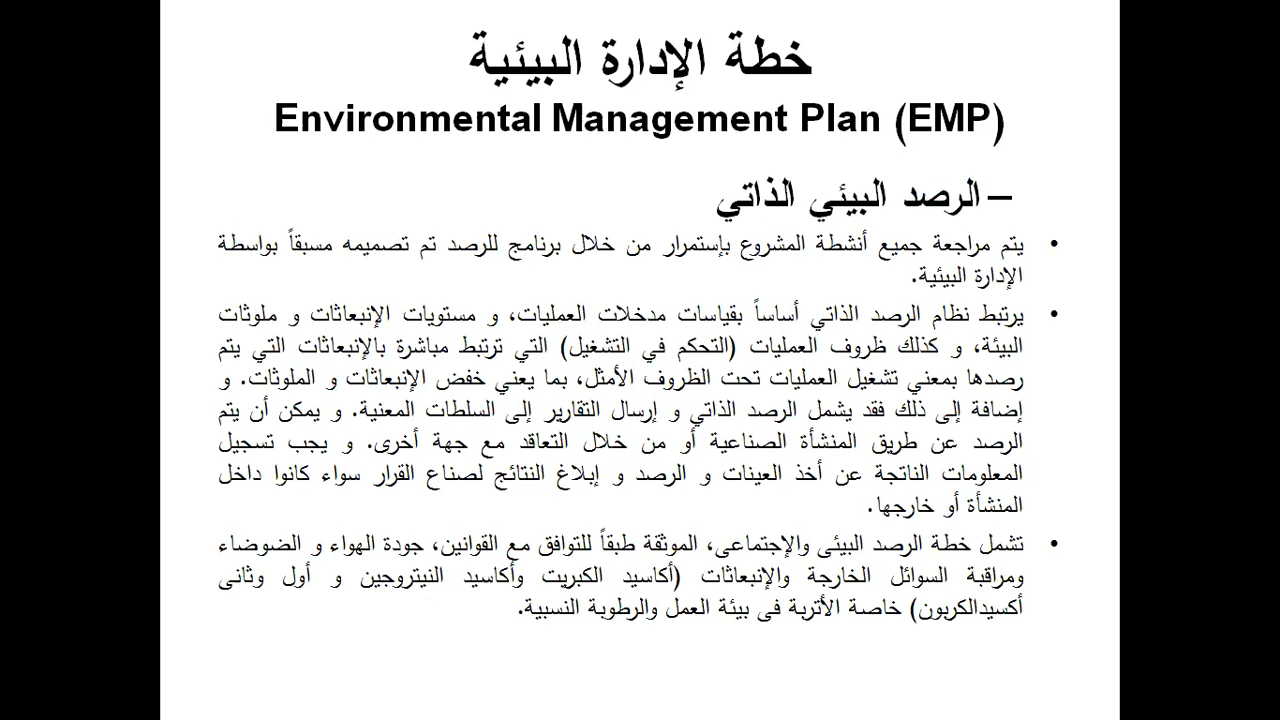 خطة الإدارة البيئية
Environmental Management Plan (EMP)
– الرصد البيئي الذاتي
• يتم مراجعة جميع أنشطة المشروع بإستمرار من خلال برنامج للرصد تم تصميمه مسبقاً بواسطة
الإدارة البيئية.
• يرتبط نظام الرصد الذاتي أساساً بقياسات مدخلات العمليات، و مستويات الإنبعاثات و ملوثات
البيئة، و كذلك ظروف العمليات (التحكم في التشغيل) التي ترتبط مباشرة بالإنبعاثات التي يتم
رصدها بمعني تشغيل العمليات تحت الظروف الأمثل، بما يعني خفض الإنبعاثات و الملوثات. و
إضافة إلى ذلك فقد يشمل الرصد الذاتي و إرسال التقارير إلى السلطات المعنية. و يمكن أن يتم
الرصد عن طريق المنشأة الصناعية أو من خلال التعاقد مع جهة أخرى. و يجب تسجيل
المعلومات الناتجة عن أخذ العينات و الرصد و إبلاغ النتائج لصناع القرار سواء كانوا داخل
المنشأة أو خارجها.
• تشمل خطة الرصد البيئى والإجتماعى، الموثقة طبقاً للتوافق مع القوانين، جودة الهواء و الضوضاء
ومراقبة السوائل الخارجة والإنبعاثات (أكاسيد الكبريت وأكاسيد النيتروجين و أول وثانى
أكسيدالكربون) خاصة الأتربة فى بيئة العمل والرطوبة النسبية.